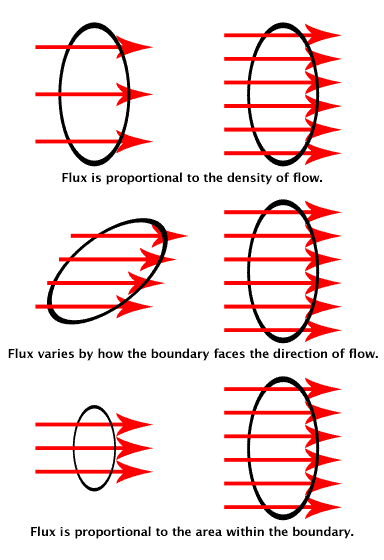 Flux is proportional to the density of flow.
Flux varies by how the boundary faces the direction of flow.
Flux is proportional to the area within the boundary.